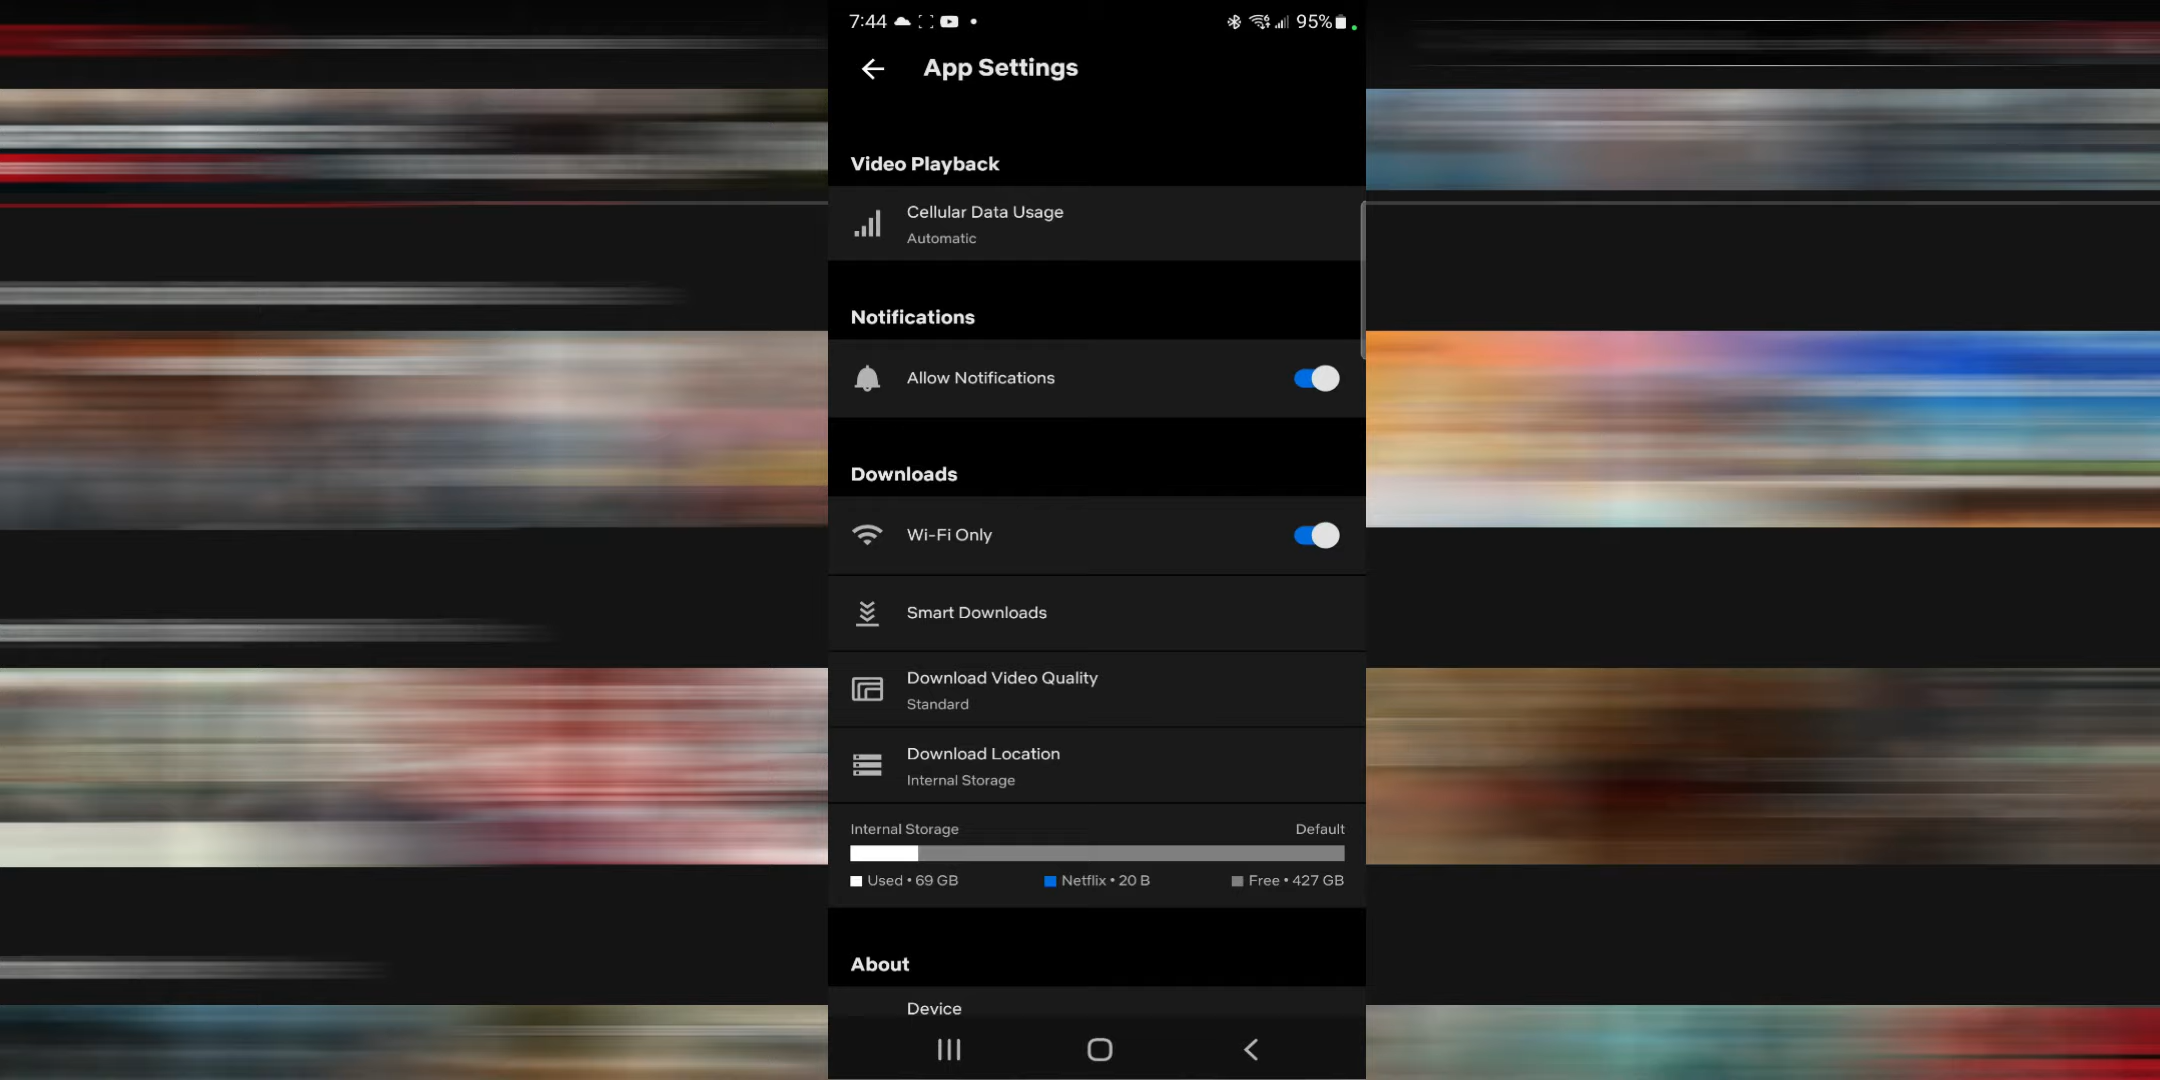 7:44
95%
App Settings
Video Playback
Cellular Data Usage
Automatic
Notifications
Allow Notifications
Downloads
Wi-Fi Only
Smart Downloads
Download Video Quality
Standard
Download Location
Internal Storage
Internal Storage Default
Used • 69 GB Netflix • 20 B Free • 427 GB
About
Device